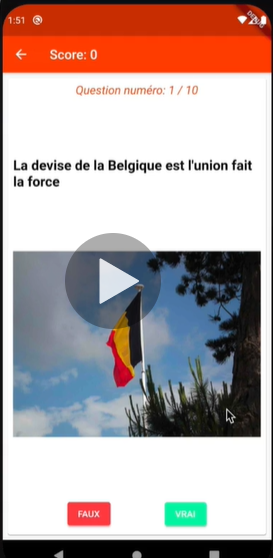 1:51
DEBUG
Score: 0
Question numéro: 1 / 10
La devise de la Belgique est l'union fait
la force
FAUX
VRAI